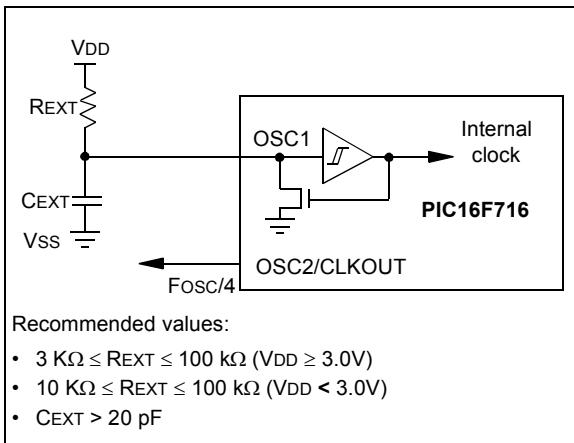 VDD
REXT
OSC1
Internal
clock
CEXT
PIC16F716
VSS
OSC2/CLKOUT
FOSC/4
Recommended values:
• 3 KΩ ≤ REXT ≤ 100 kΩ (VDD ≥ 3.0V)
• 10 KΩ ≤ REXT ≤ 100 kΩ (VDD < 3.0V)
• CEXT > 20 pF